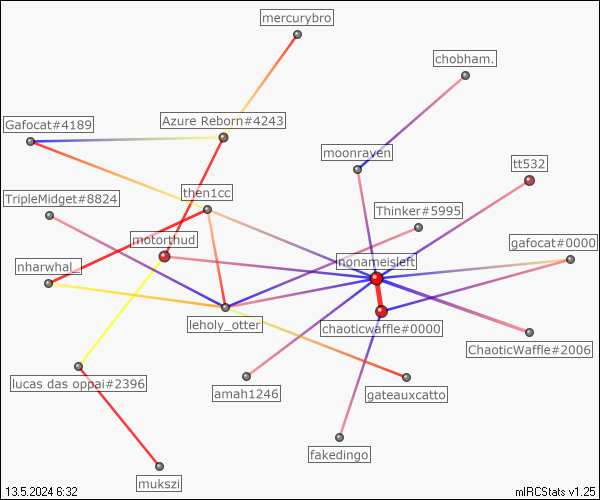 mercurybro
chobham.
Gafocat#4189
Azure Reborn#4243
moonraven
tt532
TripleMidget#8824
then1cc
Thinker#5995
motorthud
gafocat#0000
nharwhal_
nonameisleft
leholy_otter
chaoticwaffle#0000
ChaoticWaffle#2006
lucas das oppai#2396
amah1246
gateauxcatto
fakedingo
mukszi
13.5.2024 6:32
mIRCStats v1.25